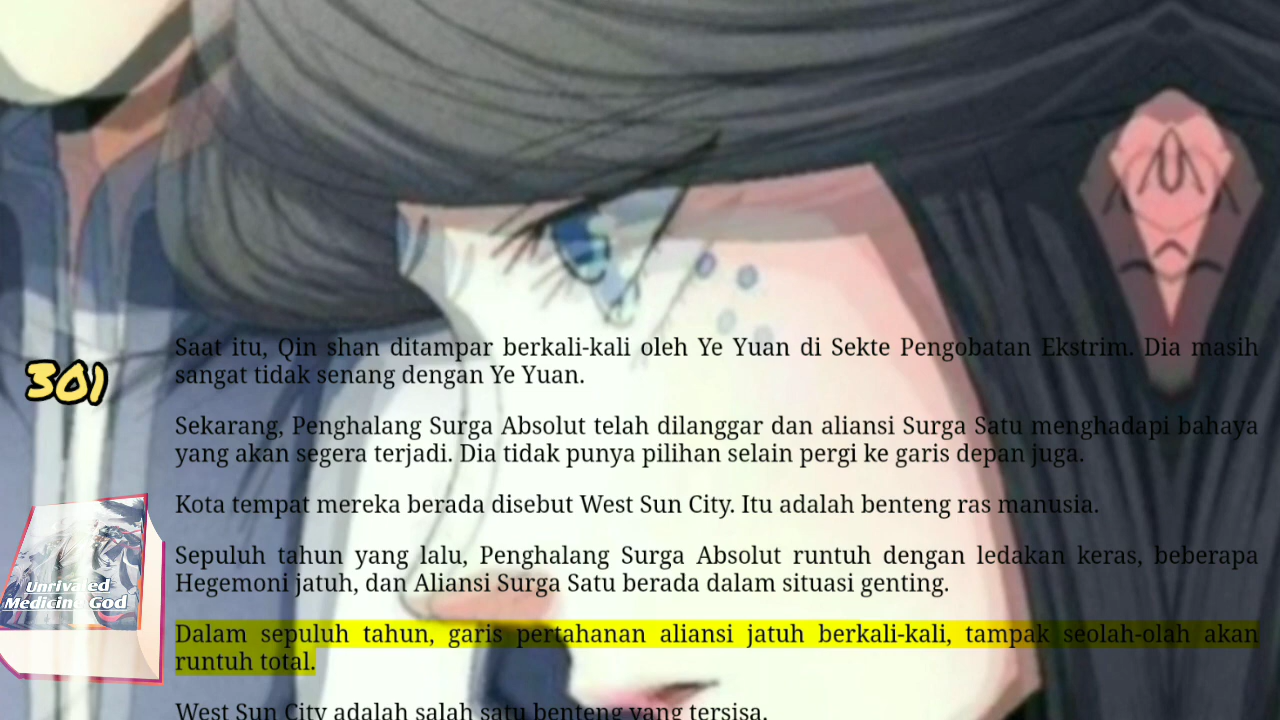 Saat itu, Qin shan ditampar berkali-kali oleh Ye Yuan di Sekte Pengobatan Ekstrim. Dia masih
sangat tidak senang dengan Ye Yuan.
Sekarang, Penghalang Surga Absolut telah dilanggar dan aliansi Surga Satu menghadapi bahaya
yang akan segera terjadi. Dia tidak punya pilihan selain pergi ke garis depan juga.
301
Kota tempat mereka berada disebut West Sun City. Itu adalah benteng ras manusia.
Sepuluh tahun yang lalu, Penghalang Surga Absolut runtuh dengan ledakan keras, beberapa
Hegemoni jatuh, dan Aliansi Surga Satu berada dalam situasi genting.
Unrivaled
Medicine God
Dalam sepuluh tahun, garis pertahanan aliansi jatuh berkali-kali, tampak seolah-olah akan
runtuh total.
West Sun City adalah salah satu benteng yang tersisa.